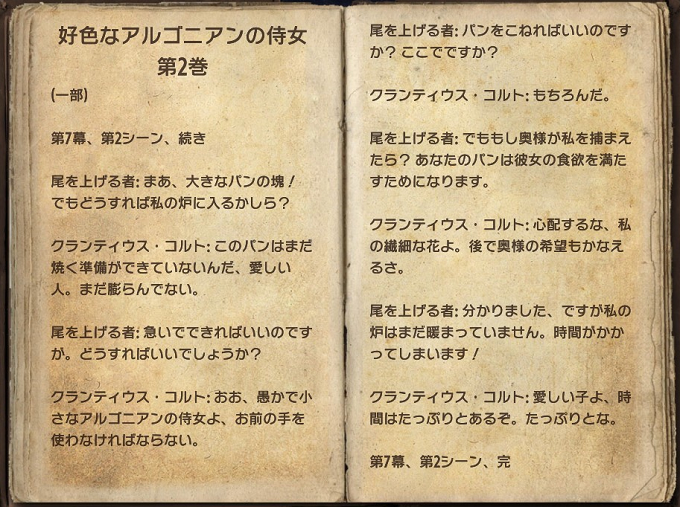 好色なアルゴニアンの侍女
第2巻
(一部)
第7幕、第2シーン、続き
尾を上げる者: まあ、大きなパンの塊！
でもどうすれば私の炉に入るかしら？
クランティウス・コルト: このパンはまだ
焼く準備ができていないんだ、愛しい
人。まだ膨らんでない。
尾を上げる者: 急いでできればいいのです
が。どうすればいいでしょうか？
クランティウス・コルト: おお、愚かで小
さなアルゴニアンの侍女よ、お前の手を
使わなければならない。
尾を上げる者: パンをこねればいいのです
か? ここでですか?
クランティウス・コルト: もちろんだ。
尾を上げる者: でももし奥様が私を捕まえ
たら? あなたのパンは彼女の食欲を満た
すためになります。
クランティウス・コルト: 心配するな、私
の繊細な花よ。後で奥様の希望もかなえ
るさ。
尾を上げる者: 分かりました、ですが私の
炉はまだ暖まっていません。時間がかか
ってしまいます！
クランティウス・コルト: 愛しい子よ、時
間はたっぷりとあるぞ。たっぷりとな。
第7幕、第2シーン、完